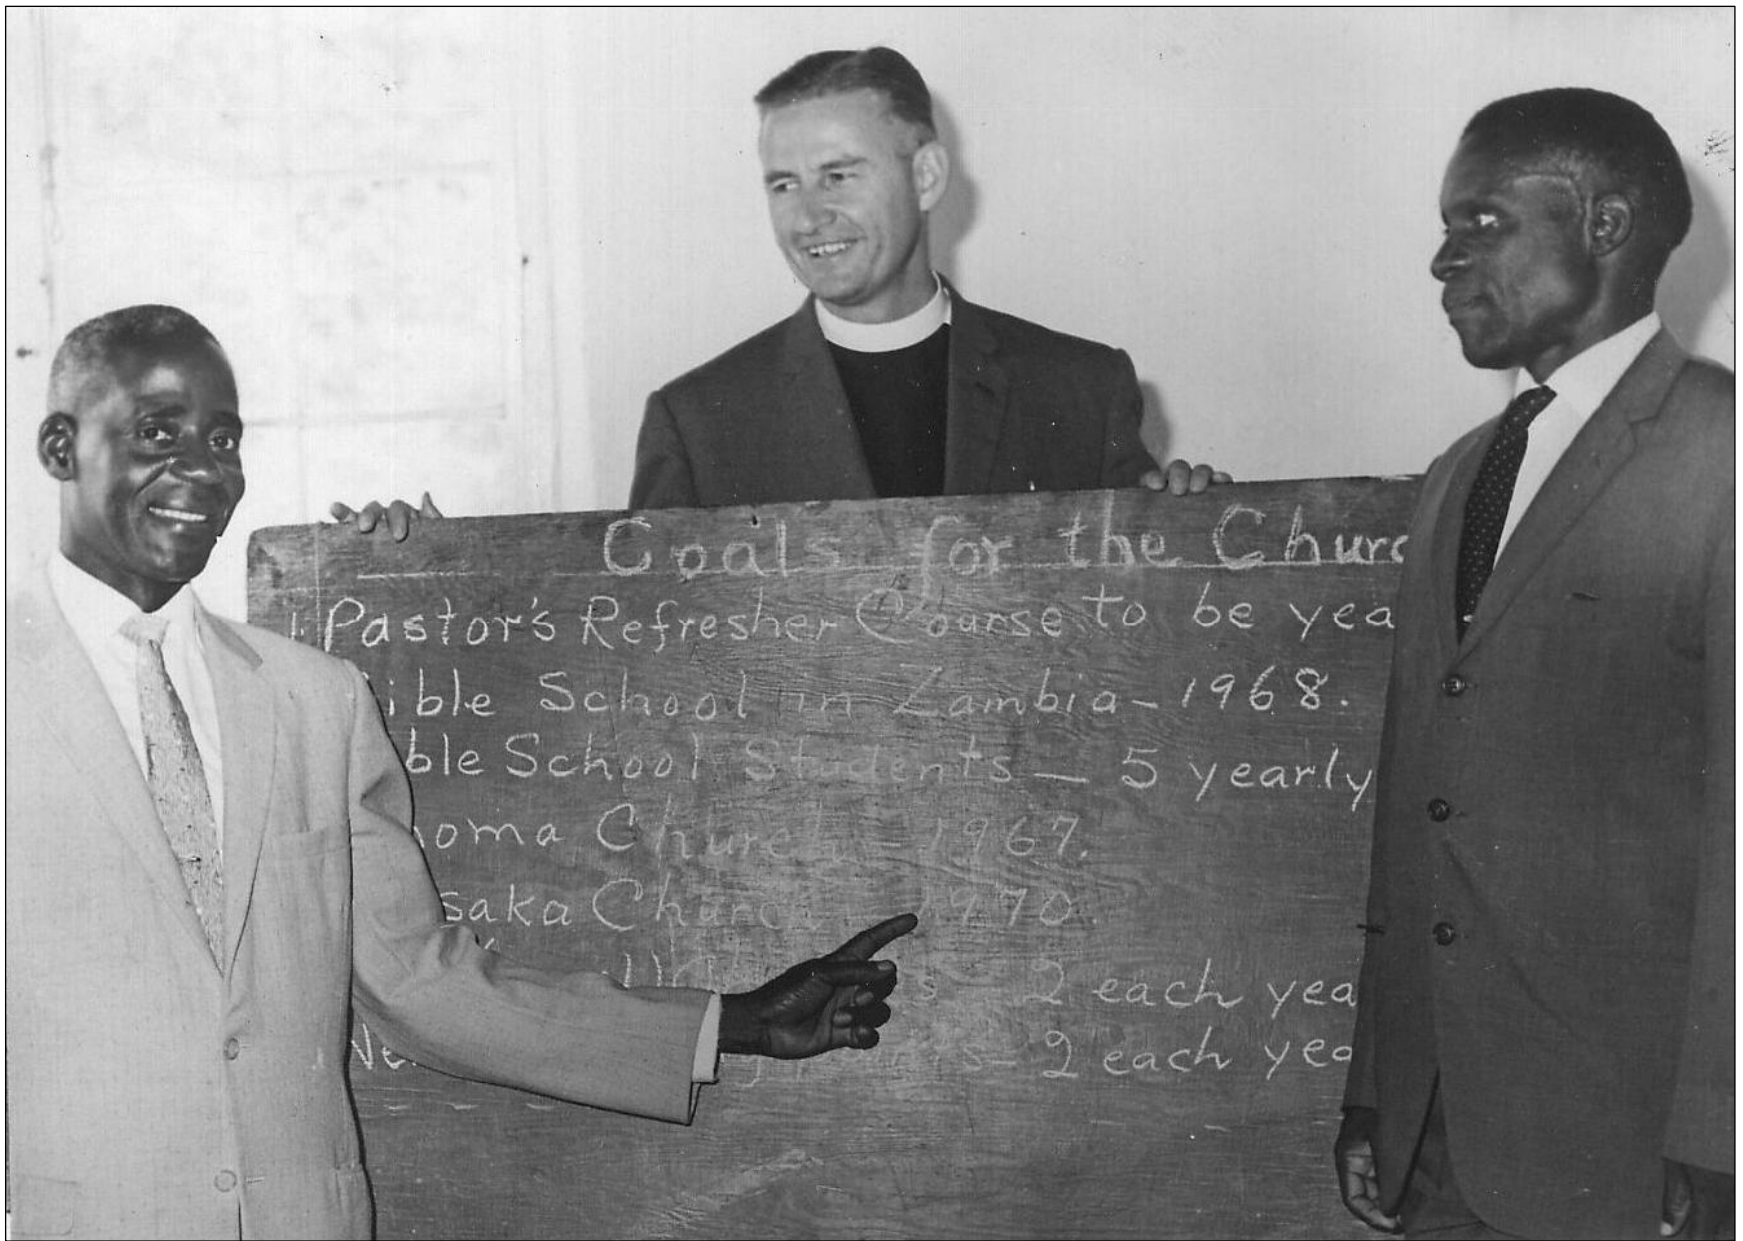 Goals for the Churc
1. Pastor's Refresher Course to be yea
ible School in Zambia - 1968.
ble School Students - 5 yearly
oma Church - 1967.
saka Church 1970.
s - 2 each yea
2 each yea